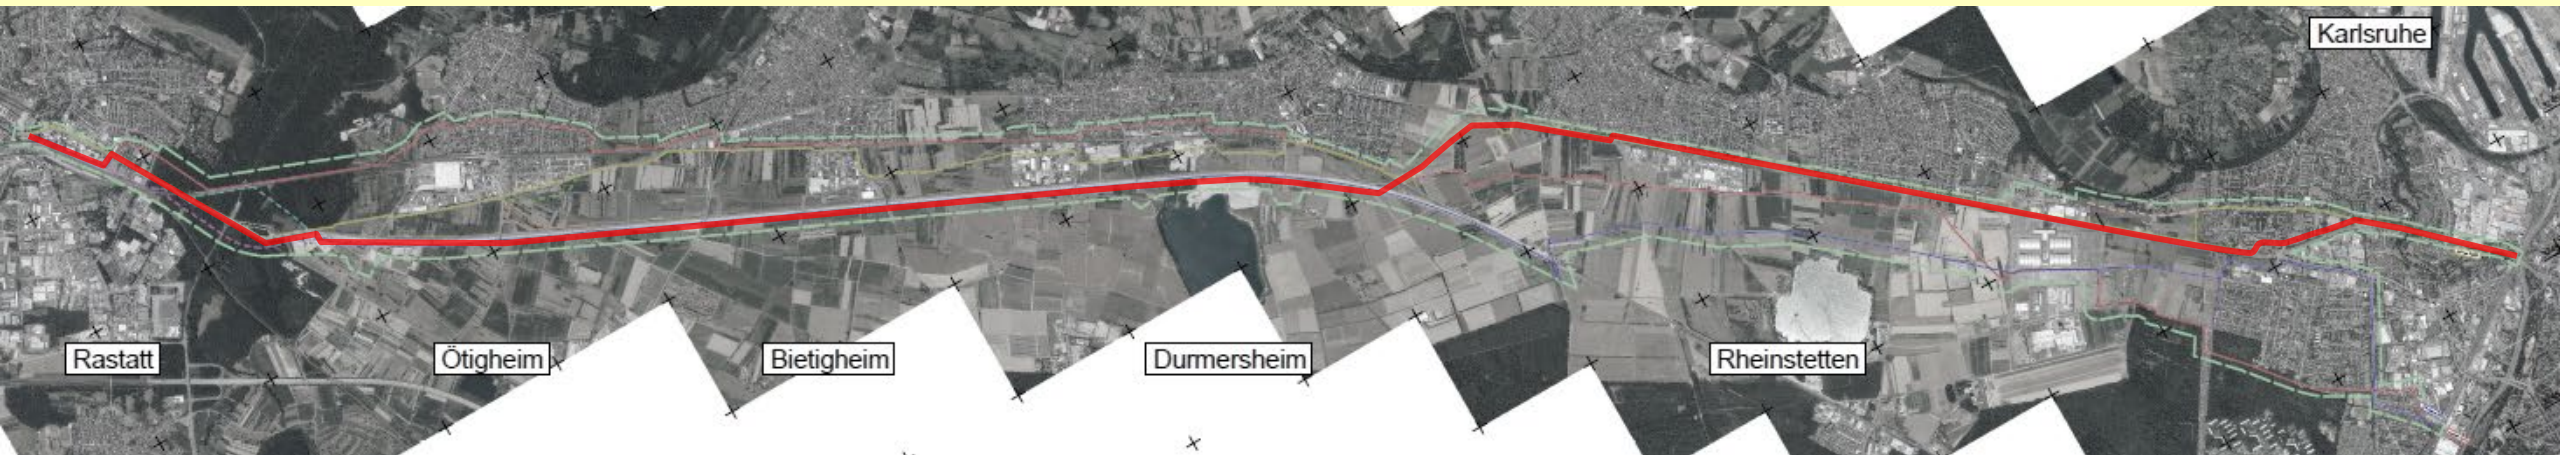 Karlsruhe
Rastatt
Ötigheim
Bietigheim
Durmersheim
Rheinstetten